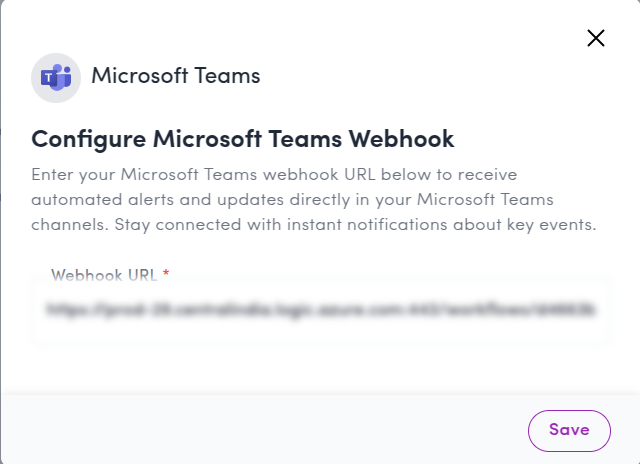 Microsoft Teams
Configure Microsoft Teams Webhook
Enter your Microsoft Teams webhook URL below to receive
automated alerts and updates directly in your Microsoft Teams
channels. Stay connected with instant notifications about key events.
Webhook URL *
Save